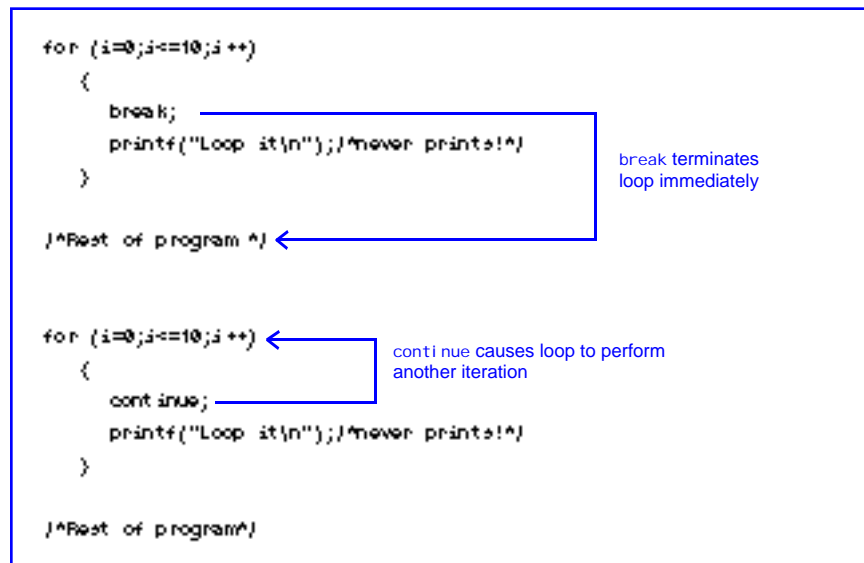 for (i=0;i<=10;i++)
{
break;
printf("Loop it\n");/*never prints!*/
}
break terminates
loop immediately
/*Rest of program */
for (i=0;i<=10;i++)
continue causes loop to perform
another iteration
{
continue;
printf("Loop it\n");/*never prints!*/
}
/*Rest of program*/